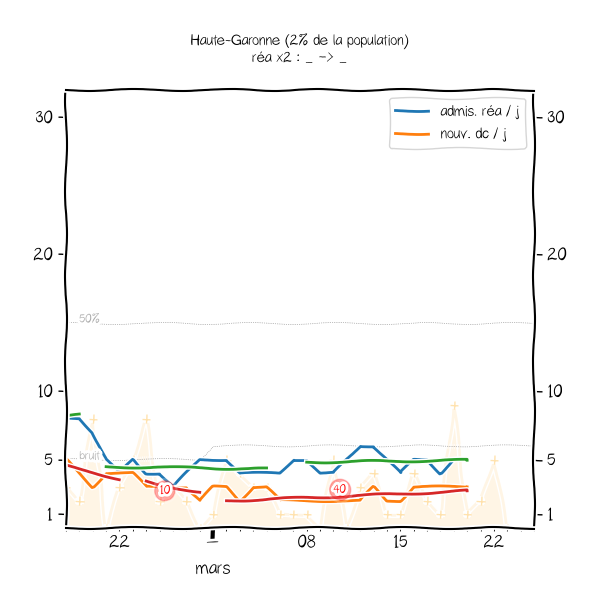 Haute-Garonne (2% de la population)
réa x2 : _ -> _
admis. réa / j
nouv. dc / j
30
30
20
20
50%
10
10
bruit
5
5
10
40
1
1
22
08
15
22
mars